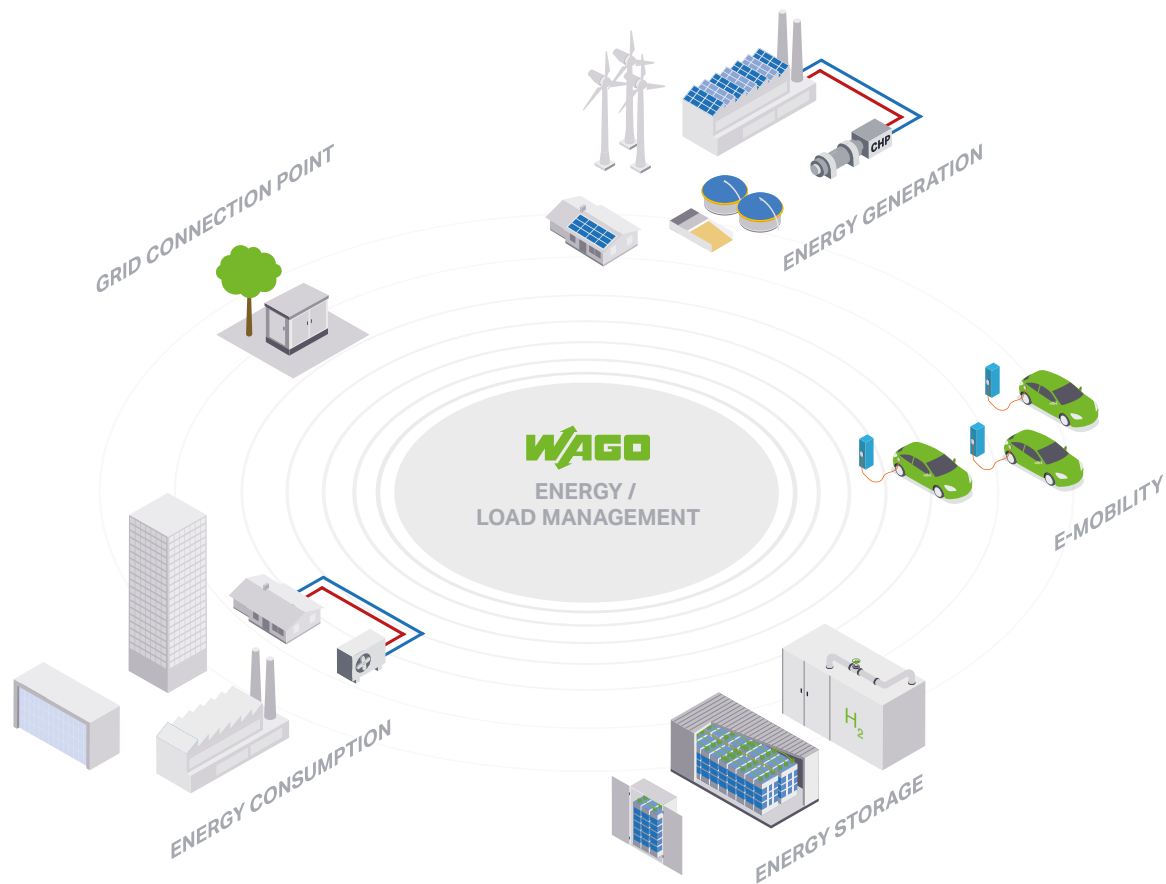 GRID CONNECTION POINT
CHP
ENERGY GENERATION
WAGO
ENERGY /
LOAD MANAGEMENT
E-MOBILITY
H2
ENERGY CONSUMPTION
ENERGY STORAGE